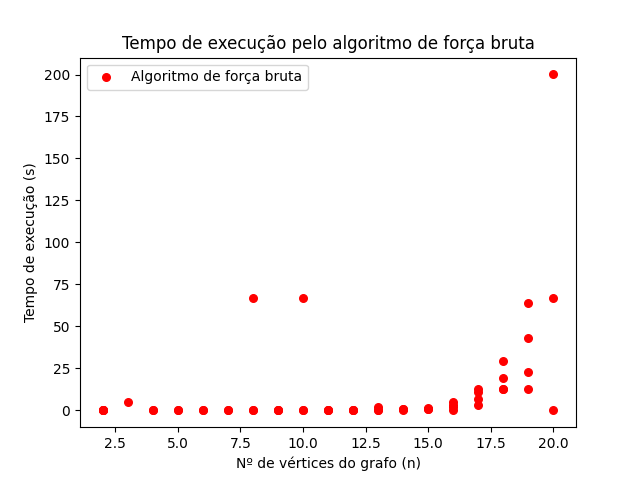 Tempo de execução pelo algoritmo de força bruta
Algoritmo de força bruta
200
175
150
125
100
75
50
25
0
Tempo de execução (s)
2.5 5.0 7.5 10.0 12.5 15.0 17.5 20.0
Nº de vértices do grafo (n)